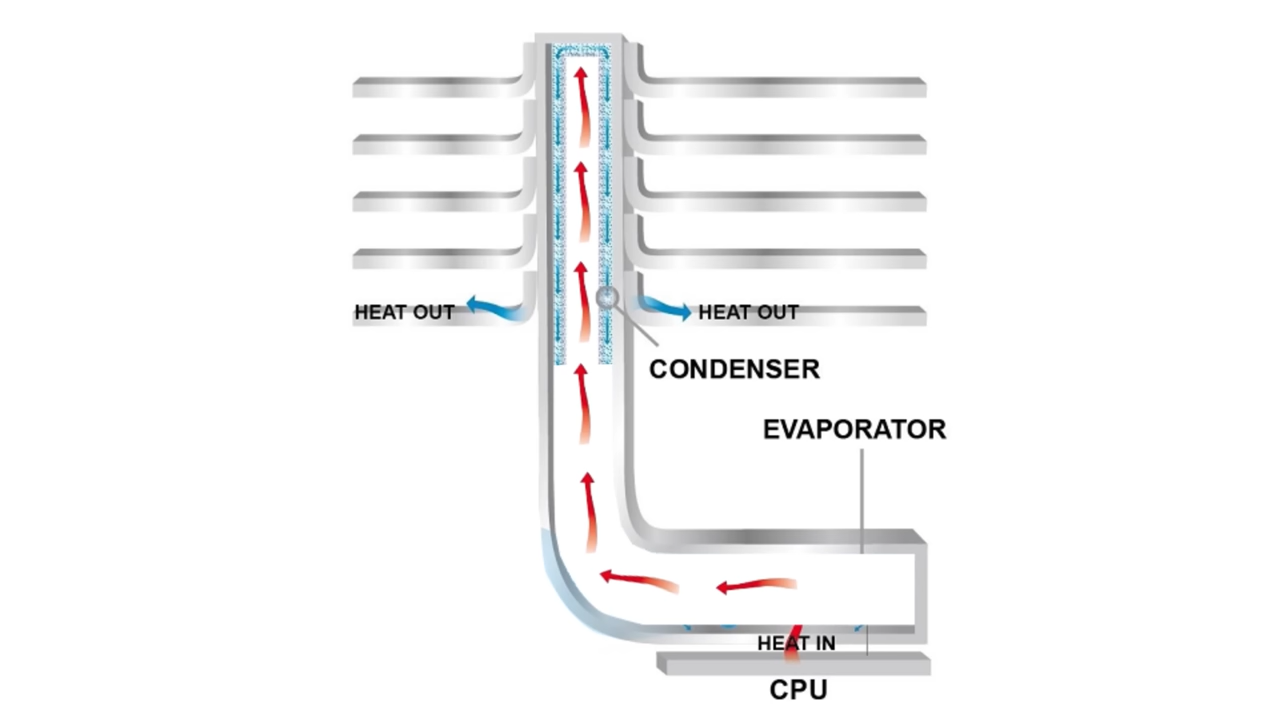 HEAT OUT
HEAT OUT
CONDENSER
EVAPORATOR
HEAT IN
CPU